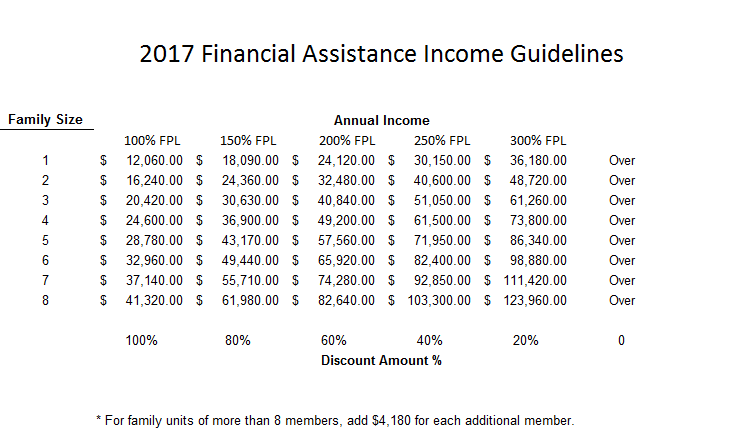 2017 Financial Assistance Income Guidelines
Family Size Annual Income
100% FPL 150% FPL 200% FPL 250% FPL 300% FPL
1 $ 12,060.00 $ 18,090.00 $ 24,120.00 $ 30,150.00 $ 36,180.00 Over
2 $ 16,240.00 $ 24,360.00 $ 32,480.00 $ 40,600.00 $ 48,720.00 Over
3 $ 20,420.00 $ 30,630.00 $ 40,840.00 $ 51,050.00 $ 61,260.00 Over
4 $ 24,600.00 $ 36,900.00 $ 49,200.00 $ 61,500.00 $ 73,800.00 Over
5 $ 28,780.00 $ 43,170.00 $ 57,560.00 $ 71,950.00 $ 86,340.00 Over
6 $ 32,960.00 $ 49,440.00 $ 65,920.00 $ 82,400.00 $ 98,880.00 Over
7 $ 37,140.00 $ 55,710.00 $ 74,280.00 $ 92,850.00 $ 111,420.00 Over
8 $ 41,320.00 $ 61,980.00 $ 82,640.00 $ 103,300.00 $ 123,960.00 Over
100% 80% 60% 40% 20% 0
Discount Amount %
* For family units of more than 8 members, add $4,180 for each additional member.